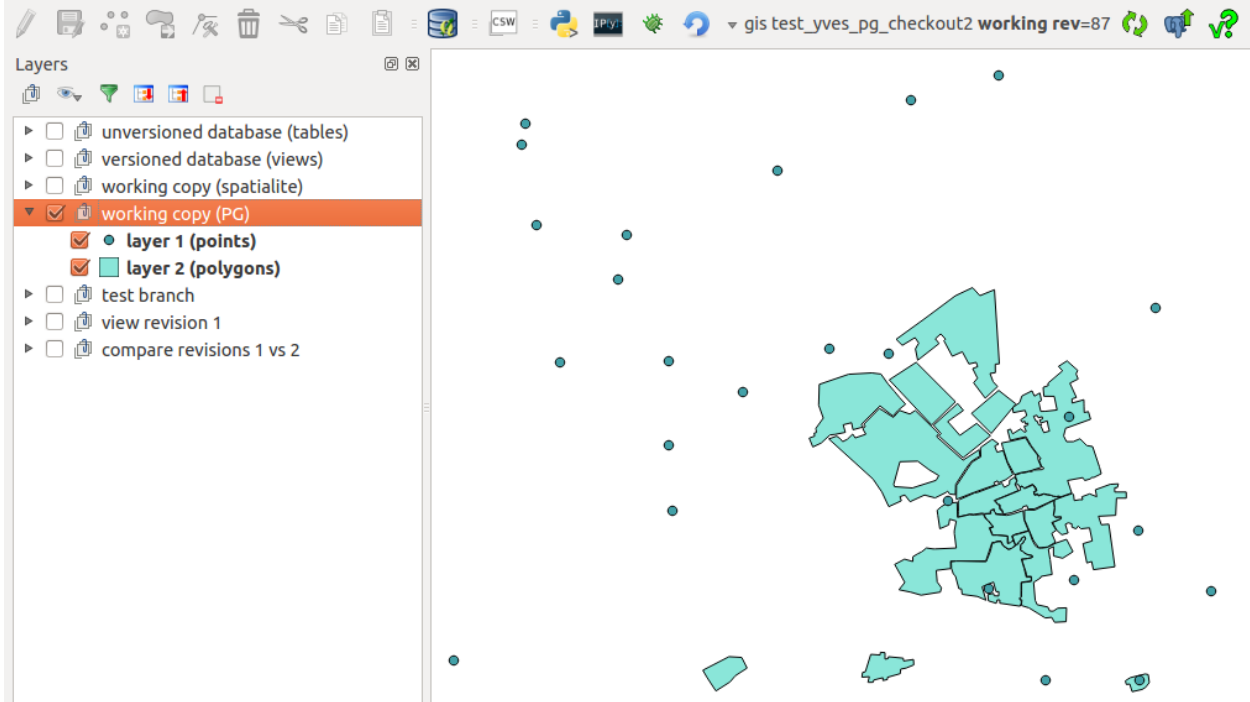 CSW
IPy:
gis test_yves_pg_checkout2 working rev=87
Layers
unversioned database (tables)
versioned database (views)
working copy (spatialite)
working copy (PG)
layer 1 (points)
layer 2 (polygons)
test branch
view revision 1
compare revisions 1 vs 2